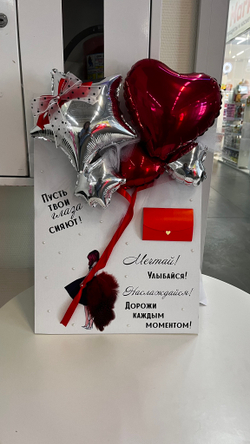 Пусть
твои
глаза
сияют!
Мечтай!
Улыбайся!
Наслаждайся!
Дорожи
каждым
моментом!